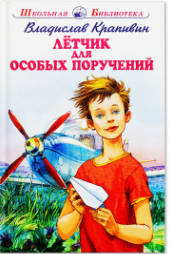 Школьная Библиотека
Владислав Крапивин
ЛЁТЧИК
ДЛЯ
ОСОБЫХ ПОРУЧЕНИЙ